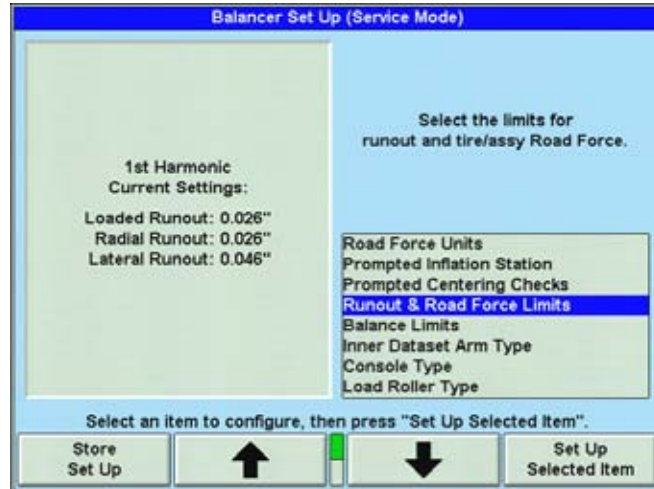 Balancer Set Up (Service Mode)
1st Harmonic
Current Settings:
Loaded Runout: 0.026"
Radial Runout: 0.026"
Lateral Runout: 0.046"
Select the limits for
runout and tire/assy Road Force.
Road Force Units
Prompted Inflation Station
Prompted Centering Checks
Runout & Road Force Limits
Balance Limits
Inner Dataset Arm Type
Console Type
Load Roller Type
Select an item to configure, then press "Set Up Selected Item".
Store
Set Up
Set Up
Selected Item